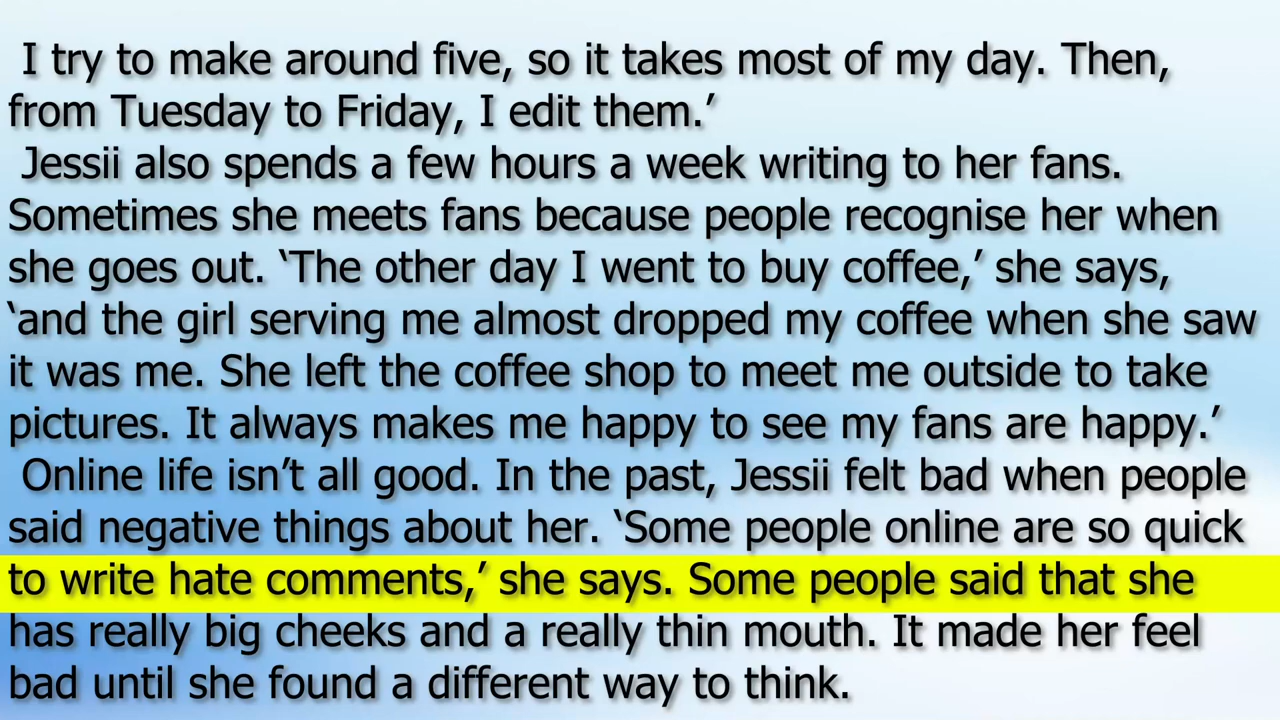 I try to make around five, so it takes most of my day. Then,
from Tuesday to Friday, I edit them.’
Jessii also spends a few hours a week writing to her fans.
Sometimes she meets fans because people recognise her when
she goes out. ‘The other day I went to buy coffee,’ she says,
‘and the girl serving me almost dropped my coffee when she saw
it was me. She left the coffee shop to meet me outside to take
pictures. It always makes me happy to see my fans are happy.’
Online life isn’t all good. In the past, Jessii felt bad when people
said negative things about her. ‘Some people online are so quick
to write hate comments,’ she says. Some people said that she
has really big cheeks and a really thin mouth. It made her feel
bad until she found a different way to think.